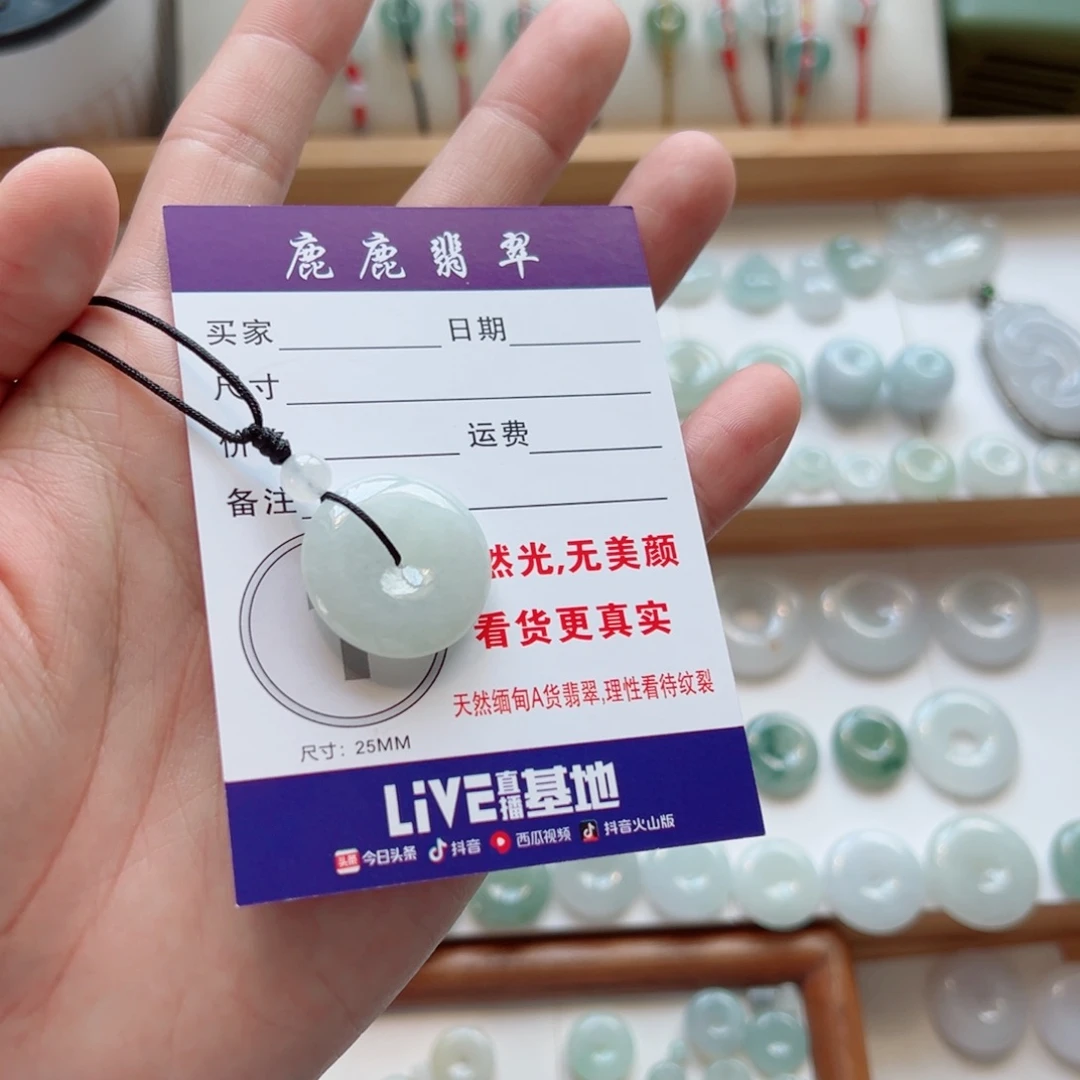 鹿鹿翡翠
买家 日期
尺寸
价 运费
备注
然光,无美颜
看货更真实
天然缅甸A货翡翠,理性看待纹裂
尺寸：25MM
LiVE直播基地
头条 今日头条 抖音 西瓜视频 抖音火山版